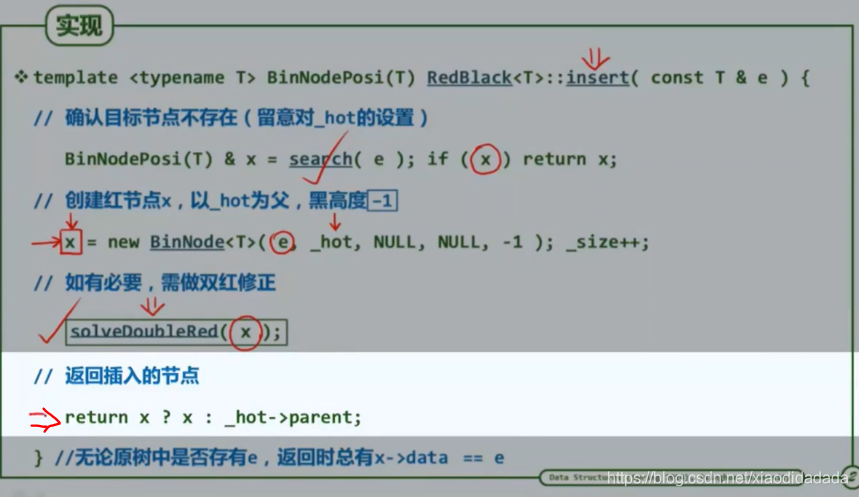 实现
❖ template <typename T> BinNodePosi(T) RedBlack<T>::insert( const T & e ) {
// 确认目标节点不存在（留意对_hot的设置）
BinNodePosi(T) & x = search( e ); if ( x ) return x;
// 创建红节点x，以_hot为父，黑高度-1
x = new BinNode<T>( e, _hot, NULL, NULL, -1 ); _size++;
// 如有必要，需做双红修正
solveDoubleRed( x );
// 返回插入的节点
return x ? x : _hot->parent;
} //无论原树中是否存有e，返回时总有x->data == e
Data Structur
https://blog.csdn.net/xiaodidadada